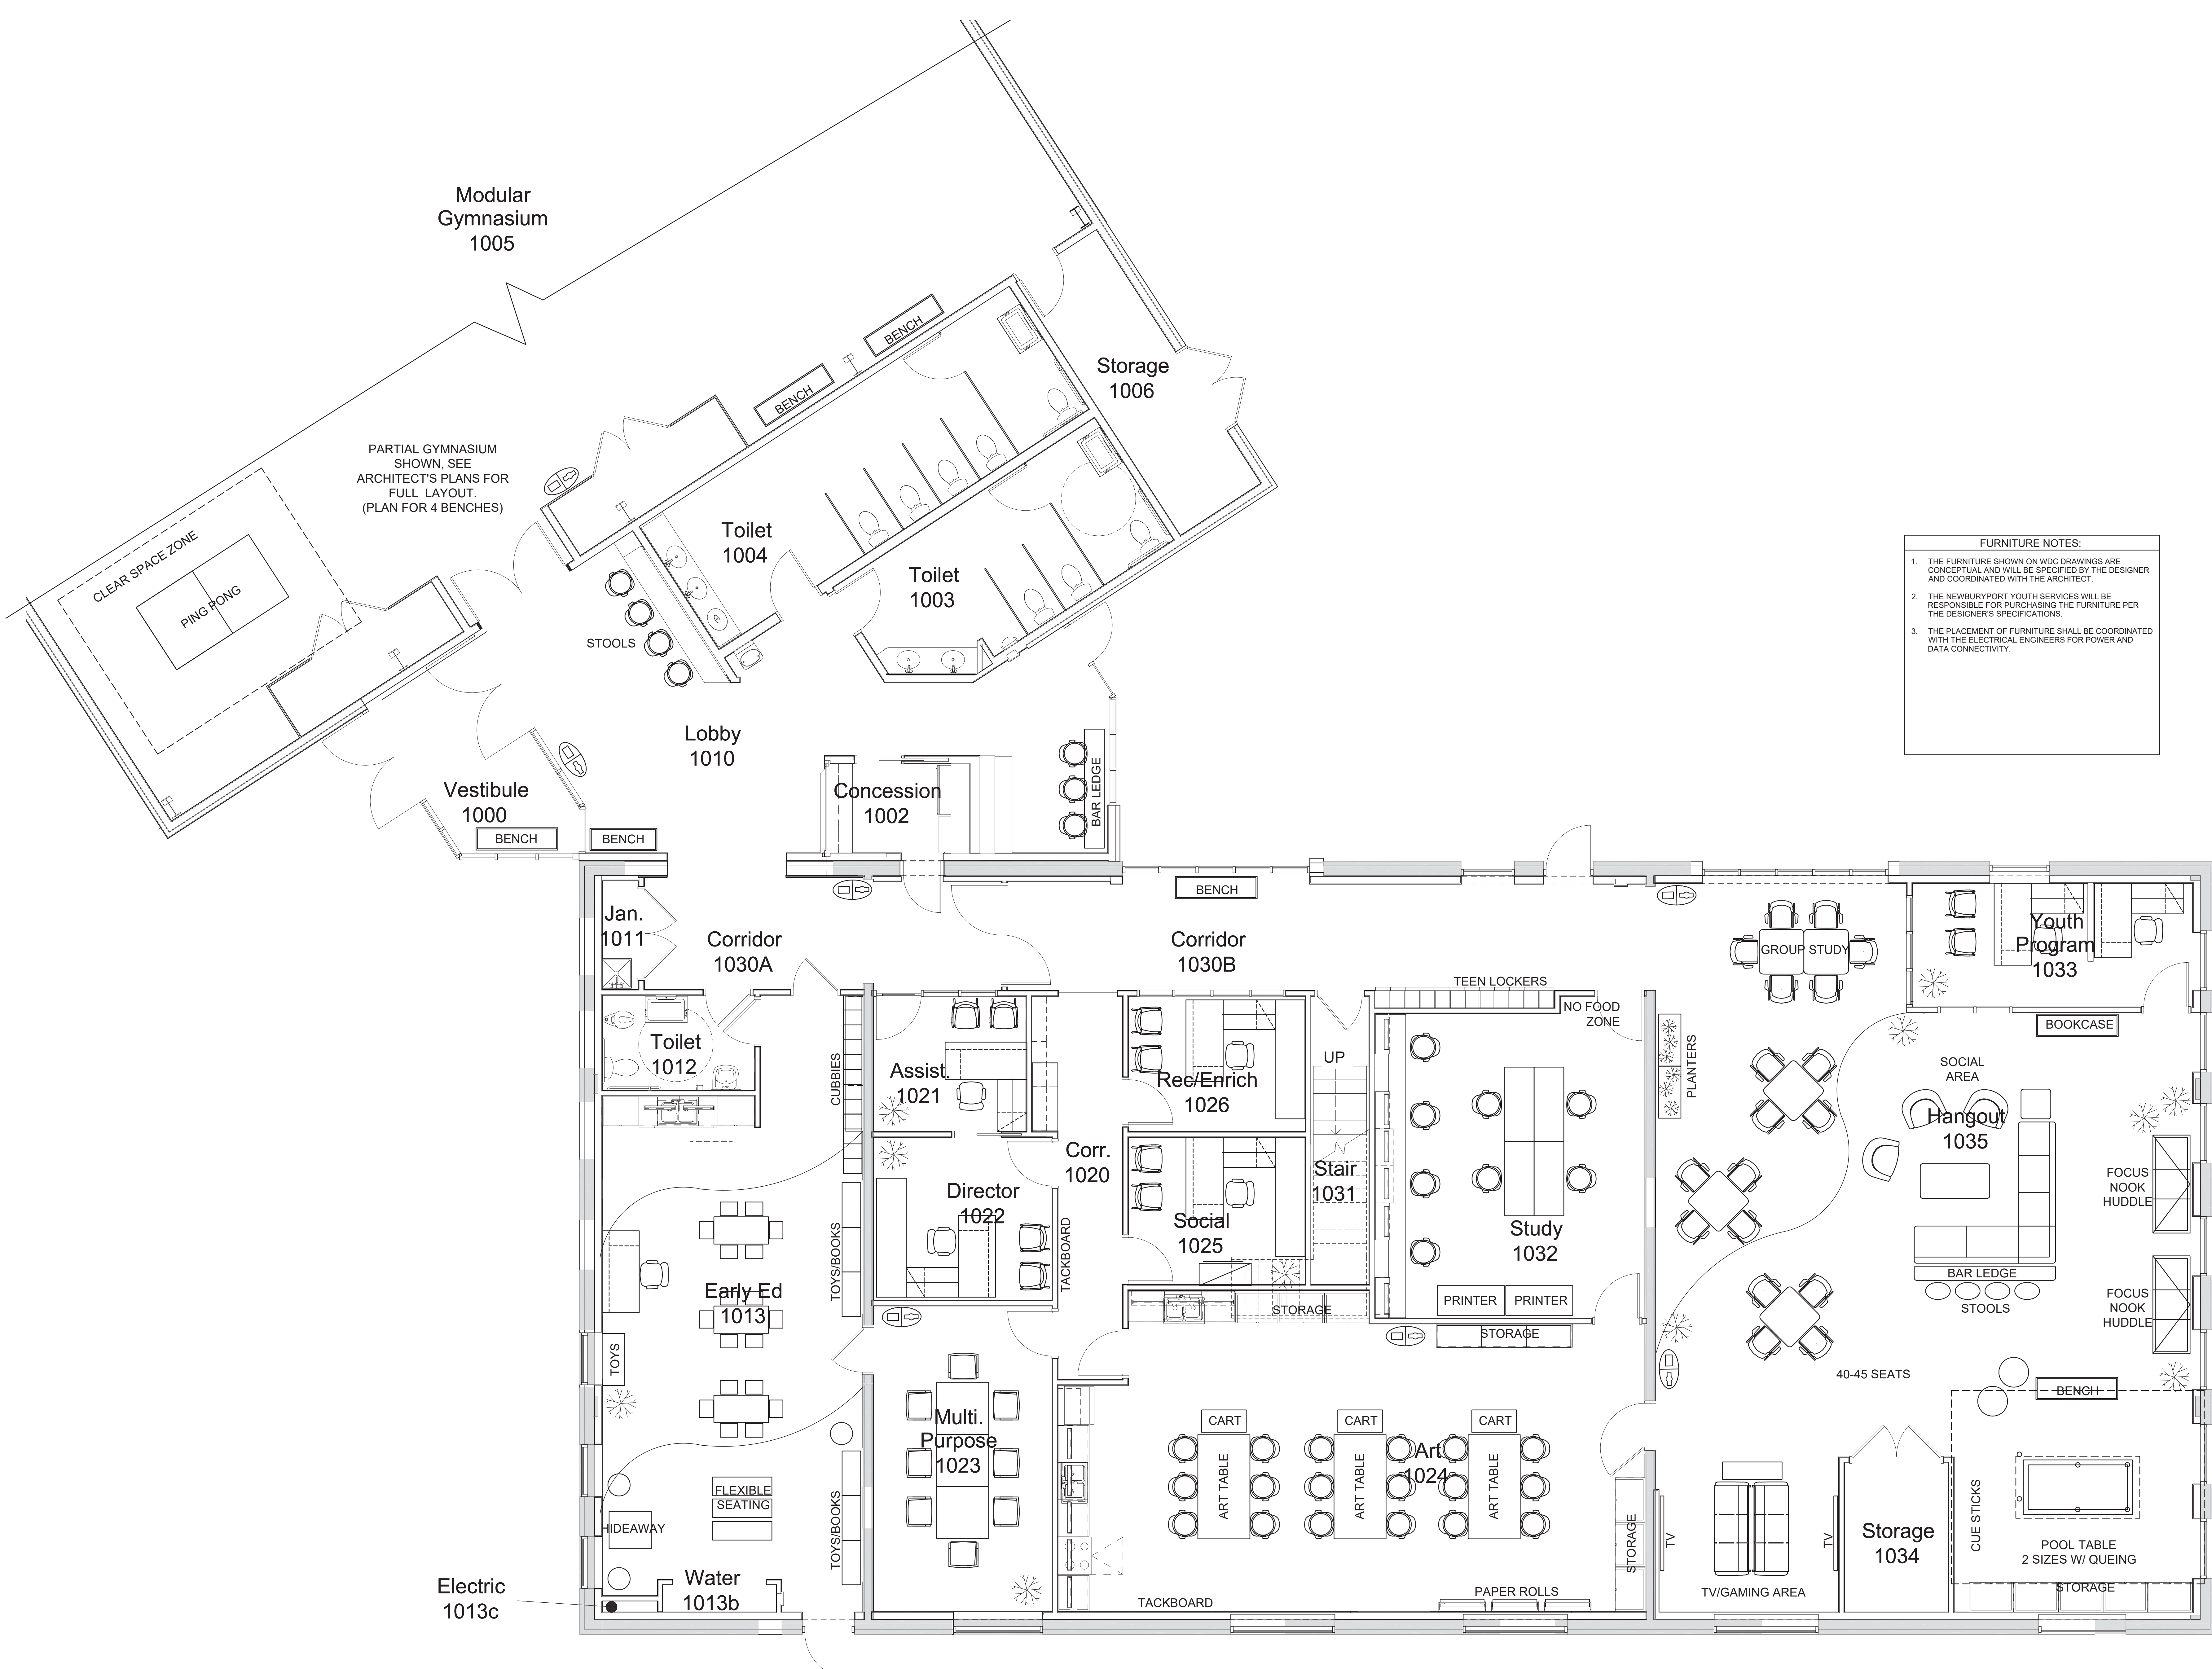 Modular
Gymnasium
1005
BENCH
BENCH
Storage
1006
PARTIAL GYMNASIUM
SHOWN, SEE
ARCHITECT'S PLANS FOR
FULL LAYOUT.
(PLAN FOR 4 BENCHES)
CLEAR SPACE ZONE
PING PONG
Toilet
1004
Toilet
1003
STOOLS
FURNITURE NOTES:
1. THE FURNITURE SHOWN ON WDC DRAWINGS ARE
CONCEPTUAL AND WILL BE SPECIFIED BY THE DESIGNER
AND COORDINATED WITH THE ARCHITECT.
2. THE NEWBURYPORT YOUTH SERVICES WILL BE
RESPONSIBLE FOR PURCHASING THE FURNITURE PER
THE DESIGNER'S SPECIFICATIONS.
3. THE PLACEMENT OF FURNITURE SHALL BE COORDINATED
WITH THE ELECTRICAL ENGINEERS FOR POWER AND
DATA CONNECTIVITY.
Lobby
1010
Vestibule
1000
Concession
1002
BAR LEDGE
BENCH
BENCH
BENCH
Jan.
1011
Corridor
1030A
Corridor
1030B
GROUP STUDY
Youth
Program
1033
TEEN LOCKERS
NO FOOD
ZONE
BOOKCASE
Toilet
1012
CUBBIES
Assist.
1021
Rec/Enrich
1026
UP
PLANTERS
SOCIAL
AREA
Hangout
1035
Corr.
1020
Stair
1031
Director
1022
TACKBOARD
Social
1025
Study
1032
FOCUS
NOOK
HUDDLE
TOYS/BOOKS
Early Ed
1013
STORAGE
PRINTER
PRINTER
STORAGE
BAR LEDGE
STOOLS
FOCUS
NOOK
HUDDLE
TOYS
40-45 SEATS
BENCH
Multi.
Purpose
1023
CART
CART
CART
ART TABLE
ART TABLE
ART TABLE
Art
1024
FLEXIBLE
SEATING
HIDEAWAY
TOYS/BOOKS
STORAGE
TV
TV
Storage
1034
CUE STICKS
POOL TABLE
2 SIZES W/ QUEING
STORAGE
Electric
1013c
Water
1013b
TACKBOARD
PAPER ROLLS
TV/GAMING AREA